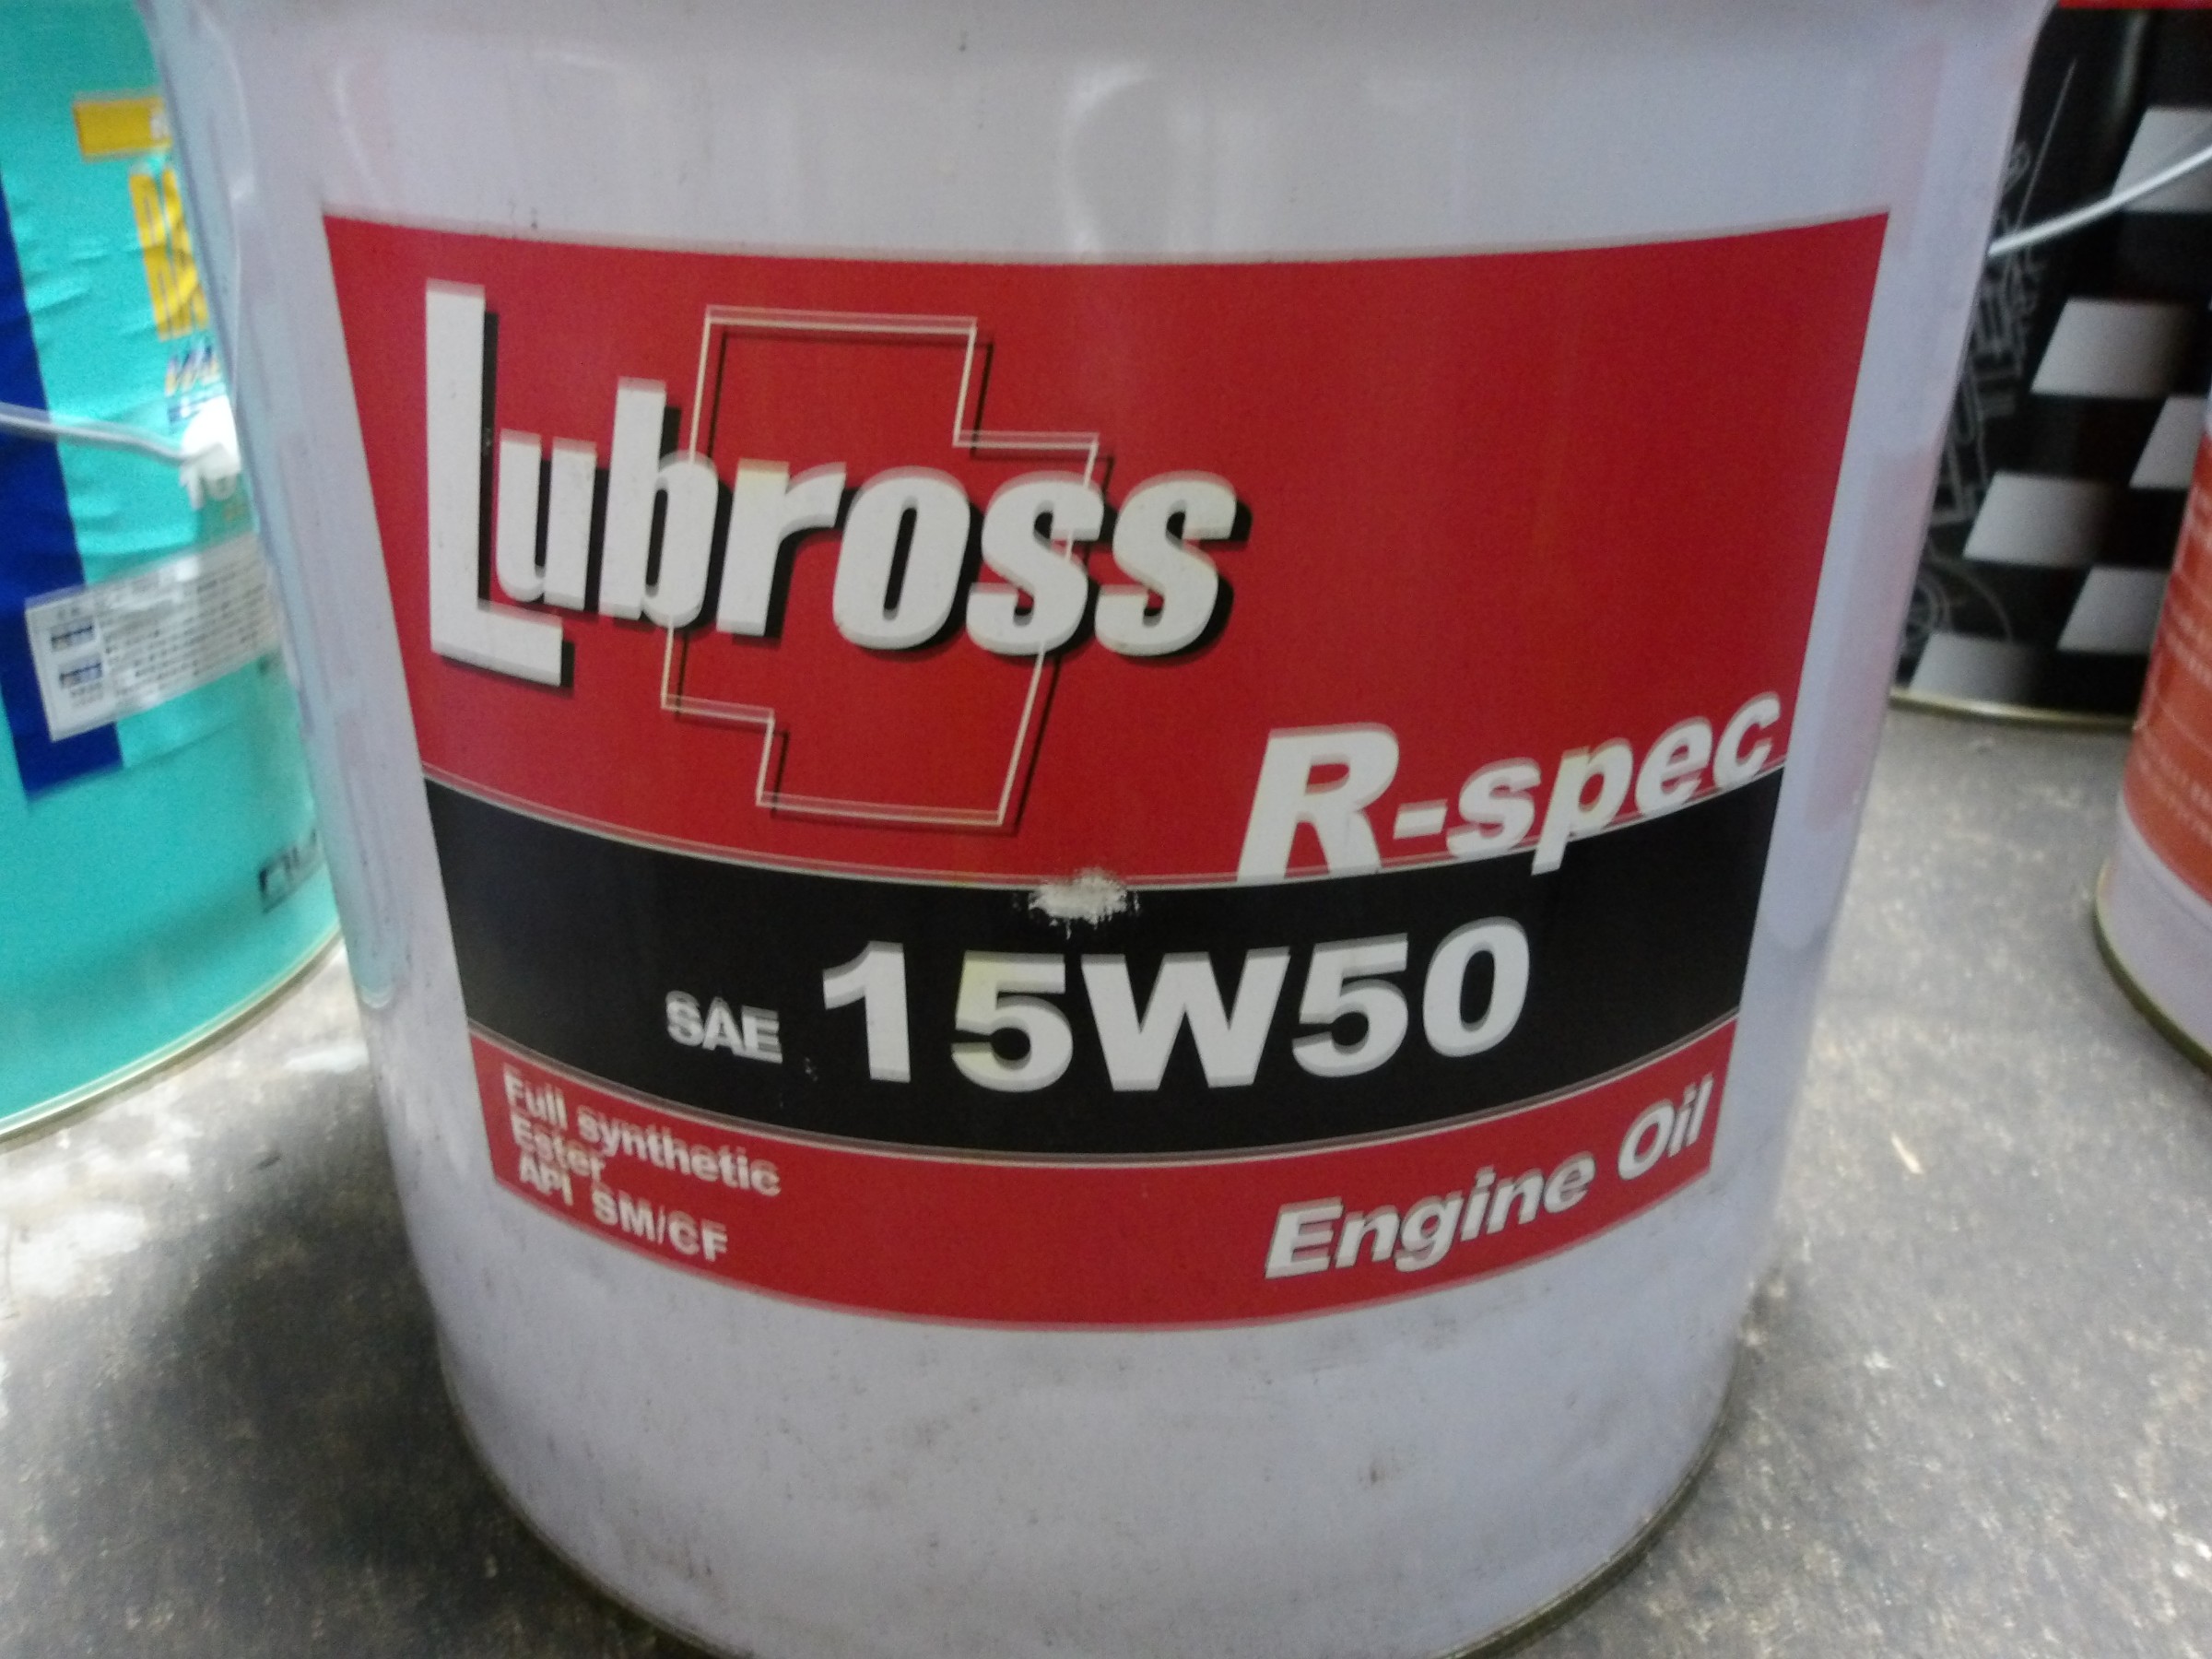 Lubross
R-spec
SAE 15W50
Full synthetic
Ester
API SM/CF
Engine Oil